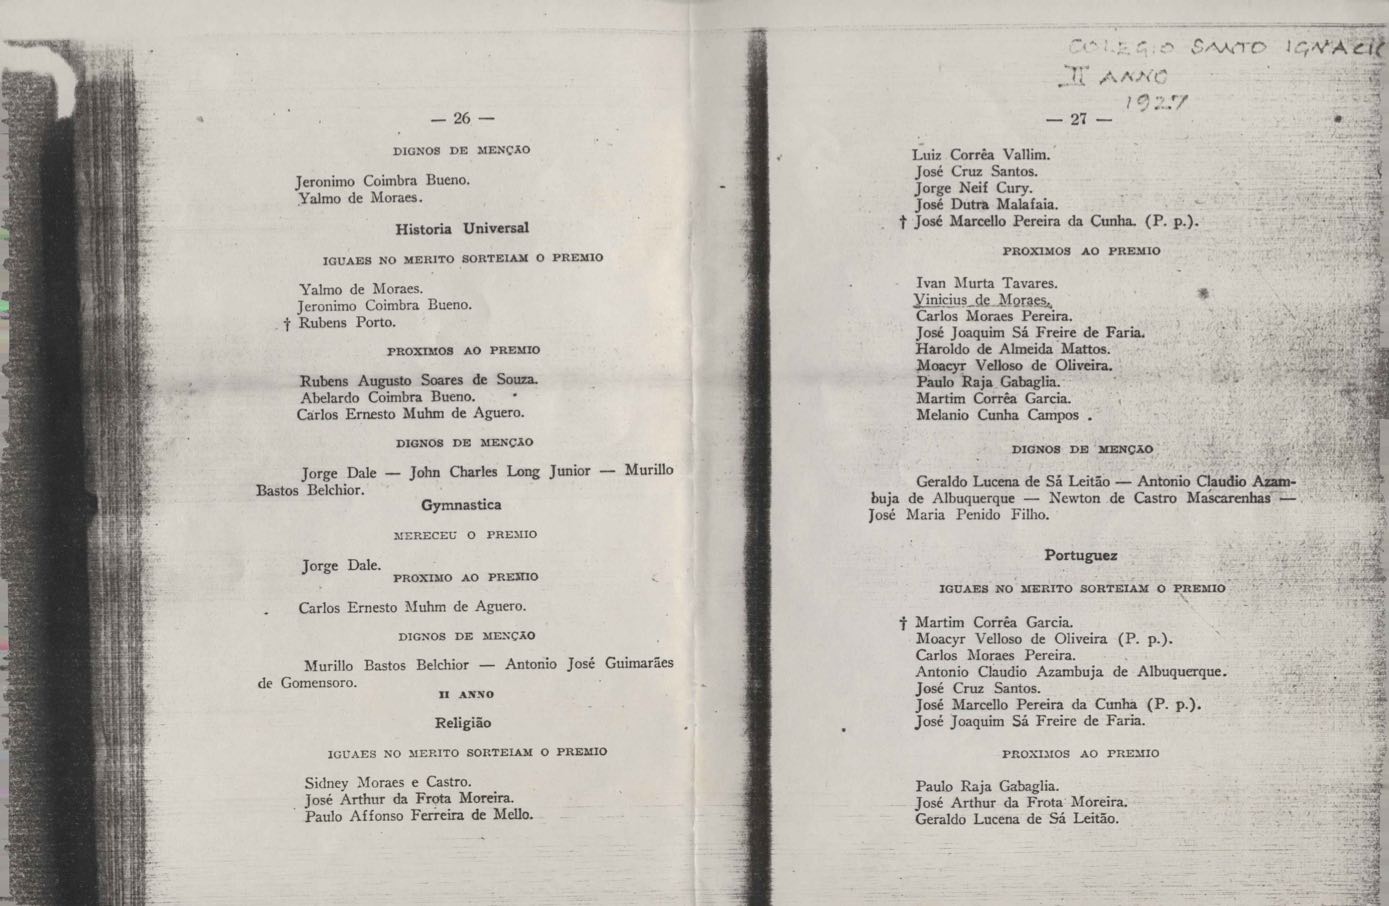 — 26 —
DIGNOS DE MENÇÃO
Jeronimo Coimbra Bueno.
Yalmo de Moraes.
Historia Universal
IGUAES NO MERITO SORTEIAM O PREMIO
Yalmo de Moraes.
Jeronimo Coimbra Bueno.
† Rubens Porto.
PROXIMOS AO PREMIO
Rubens Augusto Soares de Souza.
Abelardo Coimbra Bueno.
Carlos Ernesto Muhm de Aguero.
DIGNOS DE MENÇÃO
Jorge Dale — John Charles Long Junior — Murillo
Bastos Belchior.
Gymnastica
MERECEU O PREMIO
Jorge Dale.
PROXIMO AO PREMIO
Carlos Ernesto Muhm de Aguero.
DIGNOS DE MENÇÃO
Murillo Bastos Belchior — Antonio José Guimarães
de Gomensoro.
II ANNO
Religião
IGUAES NO MERITO SORTEIAM O PREMIO
Sidney Moraes e Castro.
José Arthur da Frota Moreira.
Paulo Affonso Ferreira de Mello.
COLEGIO SANTO IGNACIO
II ANNO
1927
— 27 —
Luiz Corrêa Vallim.
José Cruz Santos.
Jorge Neif Cury.
José Dutra Malafaia.
† José Marcello Pereira da Cunha. (P. p.).
PROXIMOS AO PREMIO
Ivan Murta Tavares.
Vinicius de Moraes.
Carlos Moraes Pereira.
José Joaquim Sá Freire de Faria.
Haroldo de Almeida Mattos.
Moacyr Velloso de Oliveira.
Paulo Raja Gabaglia.
Martim Corrêa Garcia.
Melanio Cunha Campos .
DIGNOS DE MENÇÃO
Geraldo Lucena de Sá Leitão — Antonio Claudio Azam-
buja de Albuquerque — Newton de Castro Mascarenhas —
José Maria Penido Filho.
Portuguez
IGUAES NO MERITO SORTEIAM O PREMIO
† Martim Corrêa Garcia.
Moacyr Velloso de Oliveira (P. p.).
Carlos Moraes Pereira.
Antonio Claudio Azambuja de Albuquerque.
José Cruz Santos.
José Marcello Pereira da Cunha (P. p.).
José Joaquim Sá Freire de Faria.
PROXIMOS AO PREMIO
Paulo Raja Gabaglia.
José Arthur da Frota Moreira.
Geraldo Lucena de Sá Leitão.